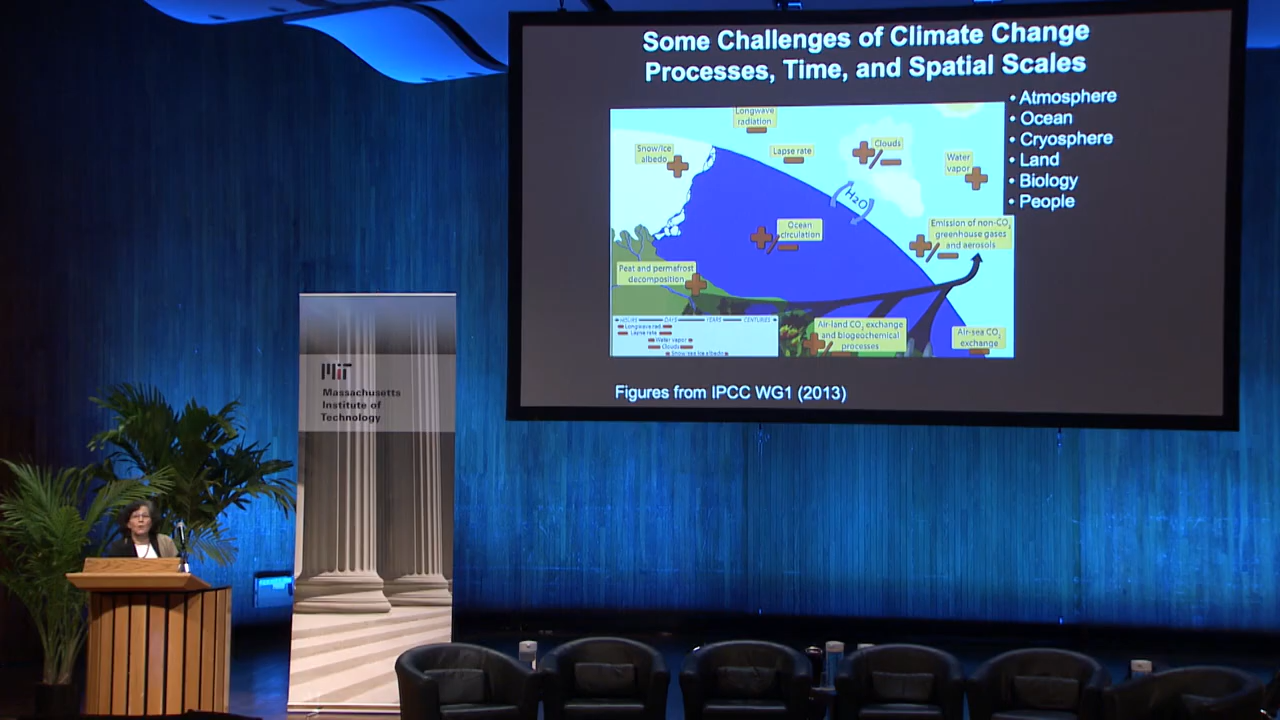 Some Challenges of Climate Change
Processes, Time, and Spatial Scales
• Atmosphere
• Ocean
• Cryosphere
• Land
• Biology
• People
Longwave
radiation
Snow/Ice
albedo
Lapse rate
Clouds
Water
vapor
H2O
Ocean
circulation
Emission of non-CO2
greenhouse gases
and aerosols
Peat and permafrost
decomposition
Air-land CO2 exchange
and biogeochemical
processes
Air-sea CO2
exchange
HOURS DAYS YEARS CENTURIES
Longwave rad.
Lapse rate
Water vapor
Clouds
Snow/sea ice albedo
Figures from IPCC WG1 (2013)
MIT
Massachusetts
Institute of
Technology